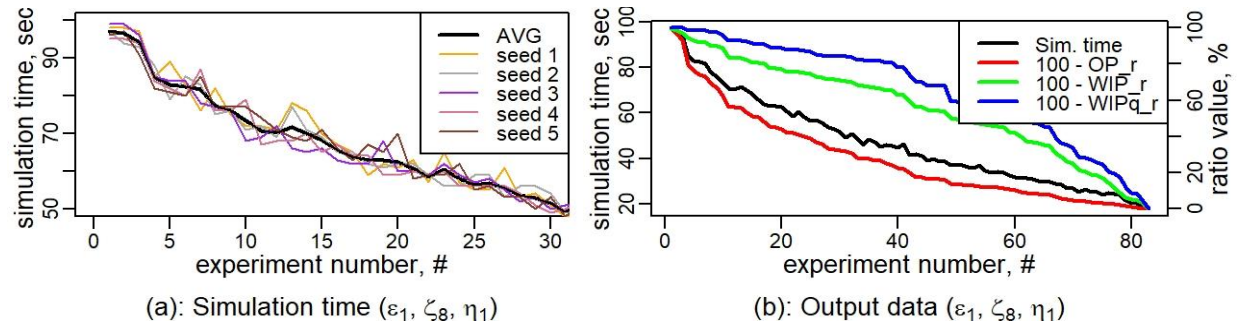 simulation time, sec
90
70
50
0
5
10
15
20
25
30
experiment number, #
AVG
seed 1
seed 2
seed 3
seed 4
seed 5
(a): Simulation time (ε₁, ζ₈, η₁)
simulation time, sec
100
80
60
40
20
0
20
40
60
80
experiment number, #
100
60
20
0
ratio value, %
Sim. time
100 - OP_r
100 - WIP_r
100 - WIPq_r
(b): Output data (ε₁, ζ₈, η₁)